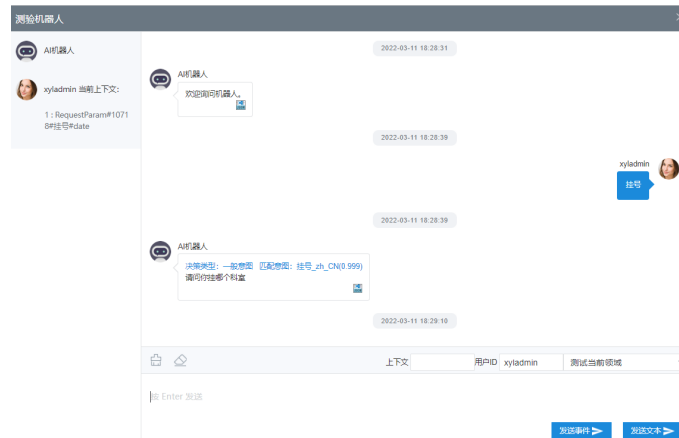 测验机器人
AI机器人
xyladmin 当前上下文:
1 : RequestParam#1071
8#挂号#date
2022-03-11 18:28:31
AI机器人
欢迎询问机器人。
2022-03-11 18:28:39
xyladmin
挂号
2022-03-11 18:28:39
AI机器人
决策类型: 一般意图 匹配意图: 挂号_zh_CN(0.999)
请问你挂哪个科室
2022-03-11 18:29:10
上下文
用户ID xyladmin
测试当前领域
按 Enter 发送
发送事件
发送文本